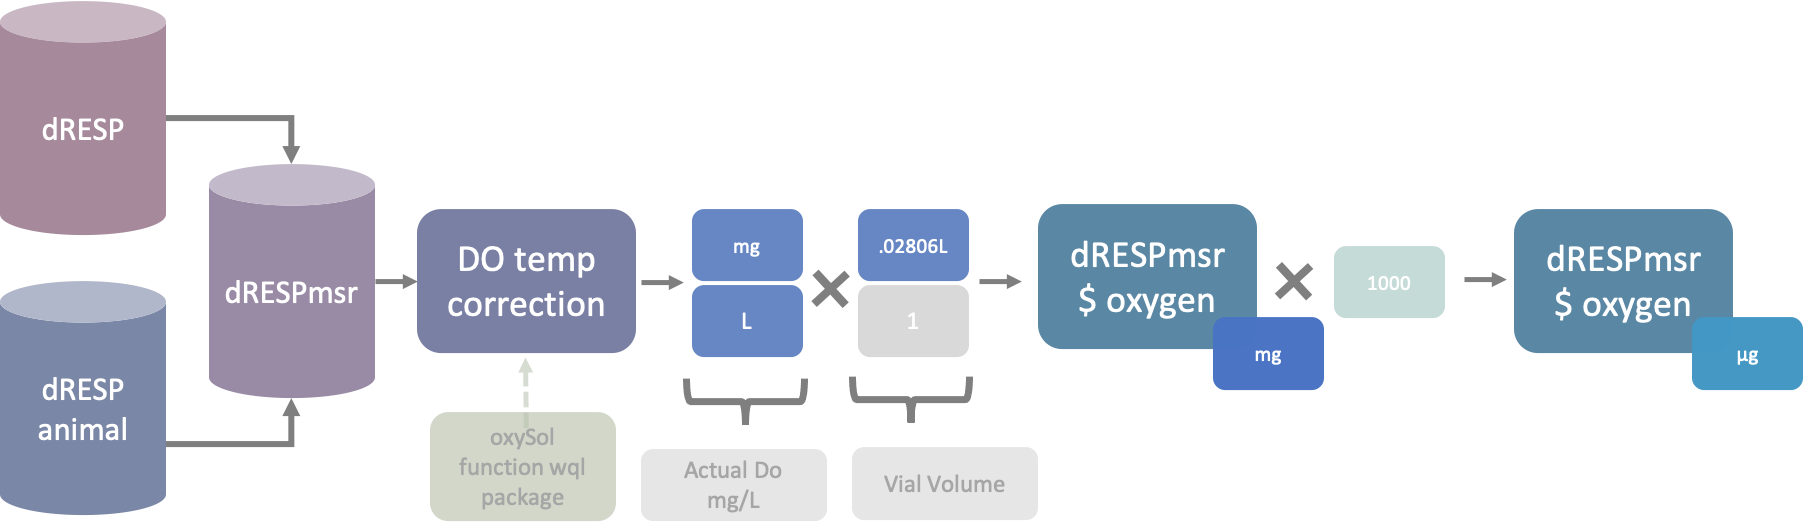 dRESP
dRESP
animal
dRESPmsr
DO temp
correction
oxySol
function wql
package
mg
L
.02806L
1
Actual Do
mg/L
Vial Volume
dRESPmsr
$ oxygen
mg
1000
dRESPmsr
$ oxygen
µg